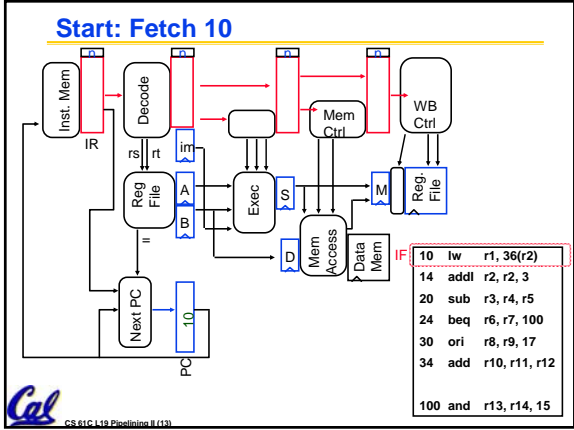 Start: Fetch 10
Inst. Mem
Decode
IR
rs
rt
im
Reg
File
A
B
=
Exec
S
D
Mem
Ctrl
Mem
Access
Data
Mem
WB
Ctrl
M
Reg.
File
Next PC
10
PC
IF
10 lw r1, 36(r2)
14 addI r2, r2, 3
20 sub r3, r4, r5
24 beq r6, r7, 100
30 ori r8, r9, 17
34 add r10, r11, r12
100 and r13, r14, 15
Cal
CS 61C L19 Pipelining II (13)